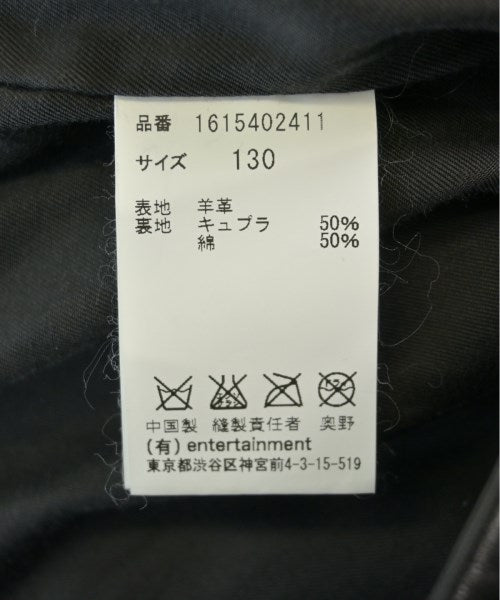 品番 1615402411
サイズ 130
表地 羊革
裏地 キュプラ 50%
綿 50%
中国製 縫製責任者 奥野
(有) entertainment
東京都渋谷区神宮前4-3-15-519